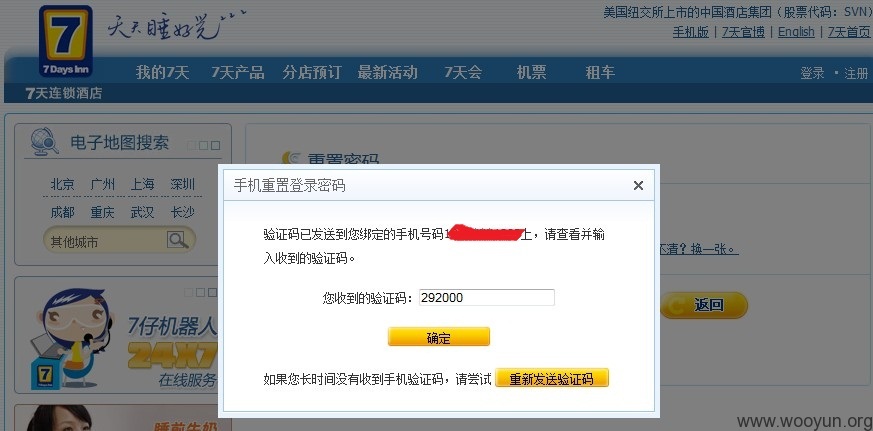 美国纽交所上市的中国酒店集团（股票代码：SVN）
天天睡好觉
手机版 | 7天官博 | English | 7天首页
7
7 Days Inn
7天连锁酒店
我的7天 7天产品 分店预订 最新活动 7天会 机票 租车
登录 · 注册
电子地图搜索
北京 广州 上海 深圳
成都 重庆 武汉 长沙
其他城市
重置密码
手机重置登录密码
验证码已发送到您绑定的手机号码1 上，请查看并输
入收到的验证码。
您收到的验证码：292000
确定
如果您长时间没有收到手机验证码，请尝试 重新发送验证码
不清？换一张。
返回
7仔机器人
24X7
在线服务
7
睡前牛奶
www.wooyun.org